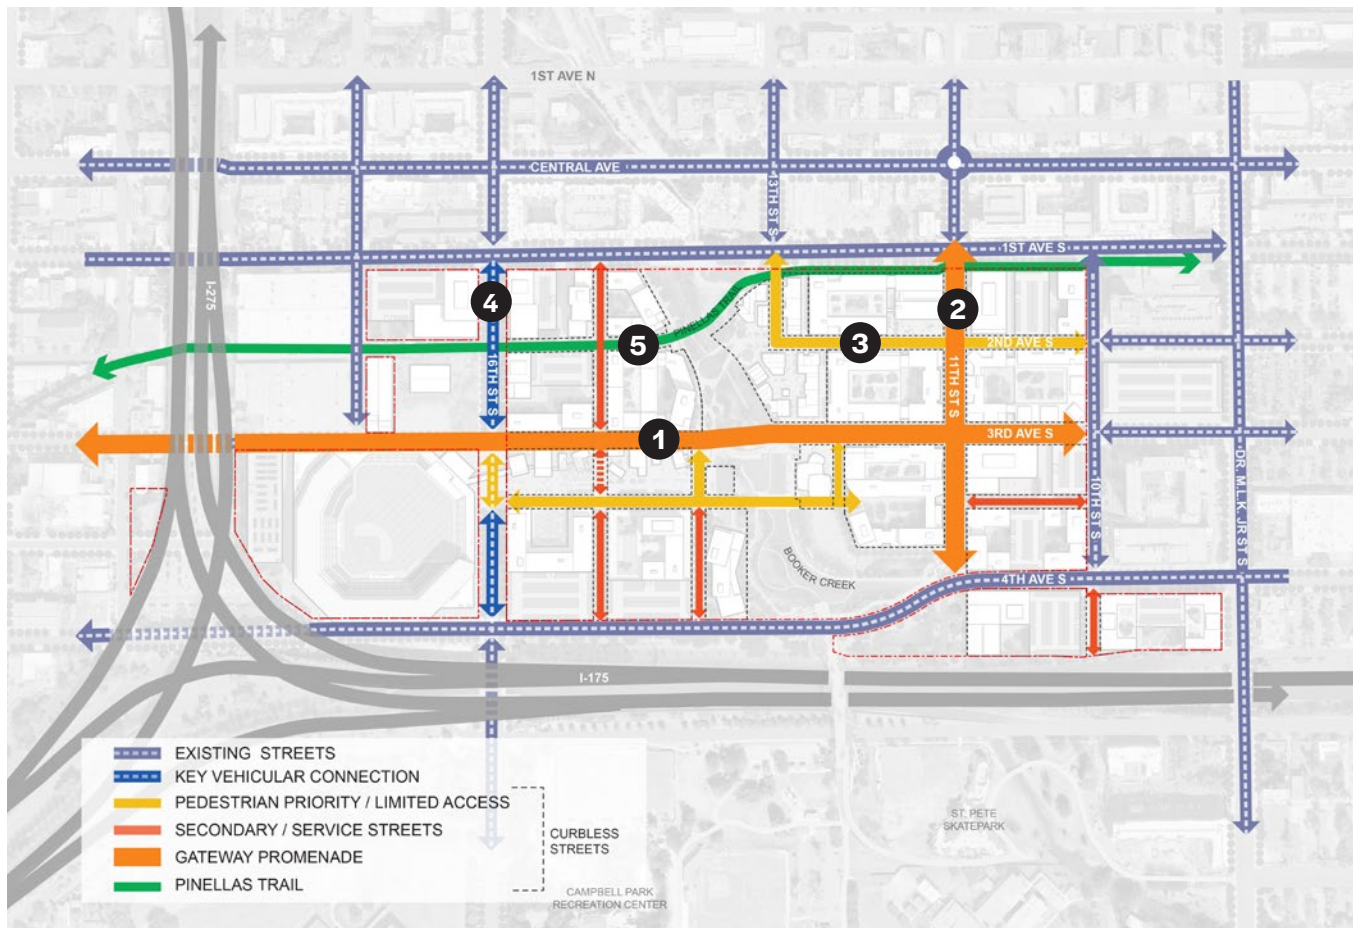 1ST AVE N
CENTRAL AVE
13TH ST S
1ST AVE S
I-275
4
2
PINELLAS TRAIL
5
3
2ND AVE S
16TH ST S
11TH ST S
1
3RD AVE S
10TH ST S
DR. M.L.K. JR ST S
BOOKER CREEK
4TH AVE S
I-175
EXISTING STREETS
KEY VEHICULAR CONNECTION
PEDESTRIAN PRIORITY / LIMITED ACCESS
SECONDARY / SERVICE STREETS
GATEWAY PROMENADE
PINELLAS TRAIL
CURBLESS
STREETS
ST. PETE
SKATEPARK
CAMPBELL PARK
RECREATION CENTER